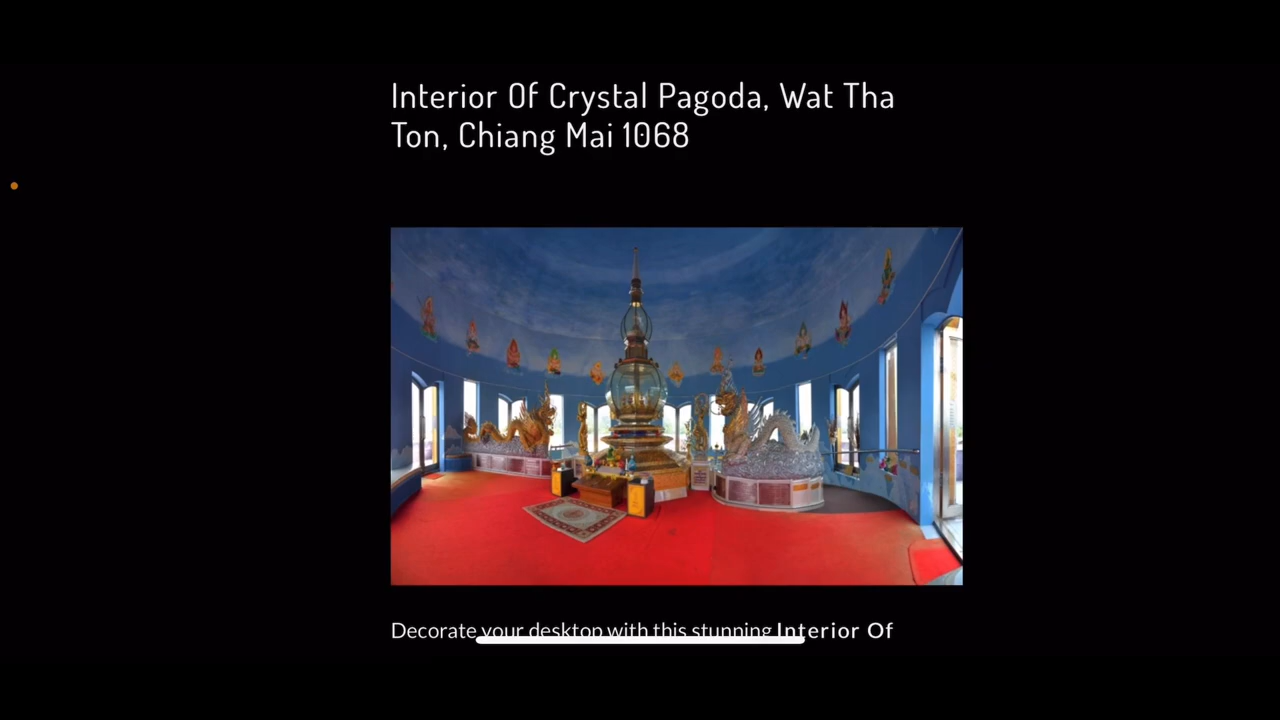 Interior Of Crystal Pagoda, Wat Tha
Ton, Chiang Mai 1068
Decorate your desktop with this stunning Interior Of